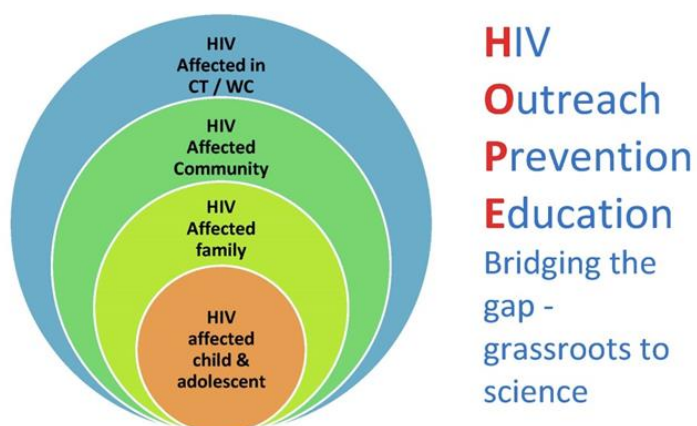 HIV
Affected in
CT / WC
HIV
Affected
Community
HIV
Affected
family
HIV
affected
child &
adolescent
HIV
Outreach
Prevention
Education
Bridging the
gap -
grassroots to
science